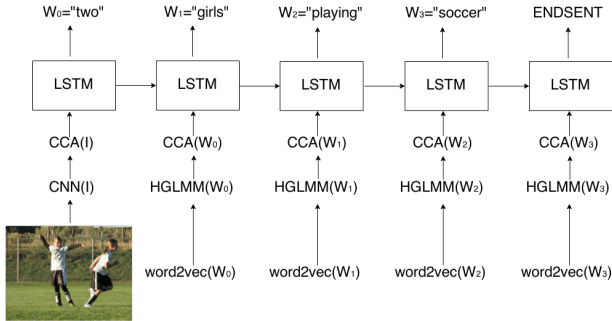 W₀="two" W₁="girls" W₂="playing" W₃="soccer" ENDSENT
LSTM LSTM LSTM LSTM LSTM
CCA(I) CCA(W₀) CCA(W₁) CCA(W₂) CCA(W₃)
CNN(I) HGLMM(W₀) HGLMM(W₁) HGLMM(W₂) HGLMM(W₃)
word2vec(W₀) word2vec(W₁) word2vec(W₂) word2vec(W₃)